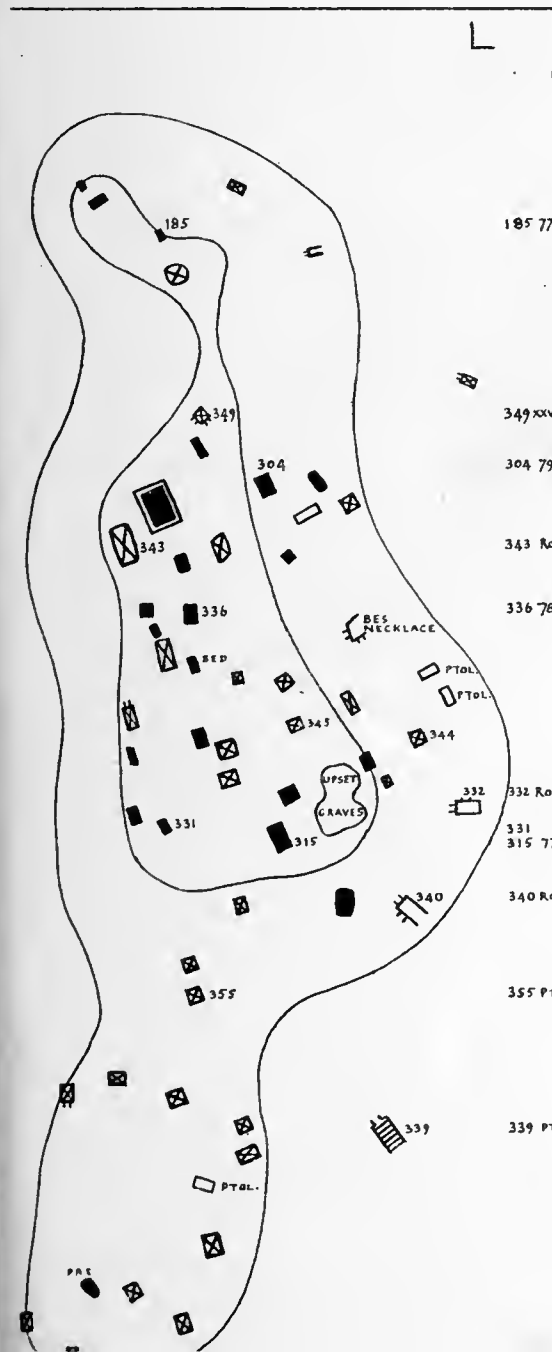 L
185
185 77
349
349 XXV
304
304 79
343
343 RO
336
336 78
BES
NECKLACE
BED
PTOL.
PTOL.
345
344
UPSET
GRAVES
332
332 RO
331
331
315
315 77
340
340 RO
355
355 PT
339
339 PT
PTOL.
PRE